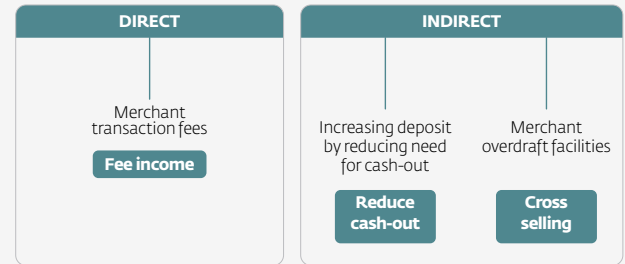 DIRECT
Merchant
transaction fees
Fee income
INDIRECT
Increasing deposit
by reducing need
for cash-out
Reduce
cash-out
Merchant
overdraft facilities
Cross
selling